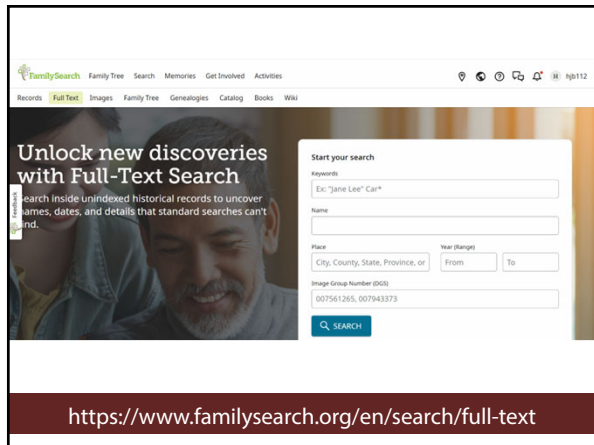 FamilySearch Family Tree Search Memories Get Involved Activities
H hjb112
Records Full Text Images Family Tree Genealogies Catalog Books Wiki
Unlock new discoveries
with Full-Text Search
Search inside unindexed historical records to uncover
names, dates, and details that standard searches can't
find.
Feedback
Start your search
Keywords
Ex: "Jane Lee" Car*
Name
Place Year (Range)
City, County, State, Province, or From To
Image Group Number (DGS)
007561265, 007943373
SEARCH
https://www.familysearch.org/en/search/full-text